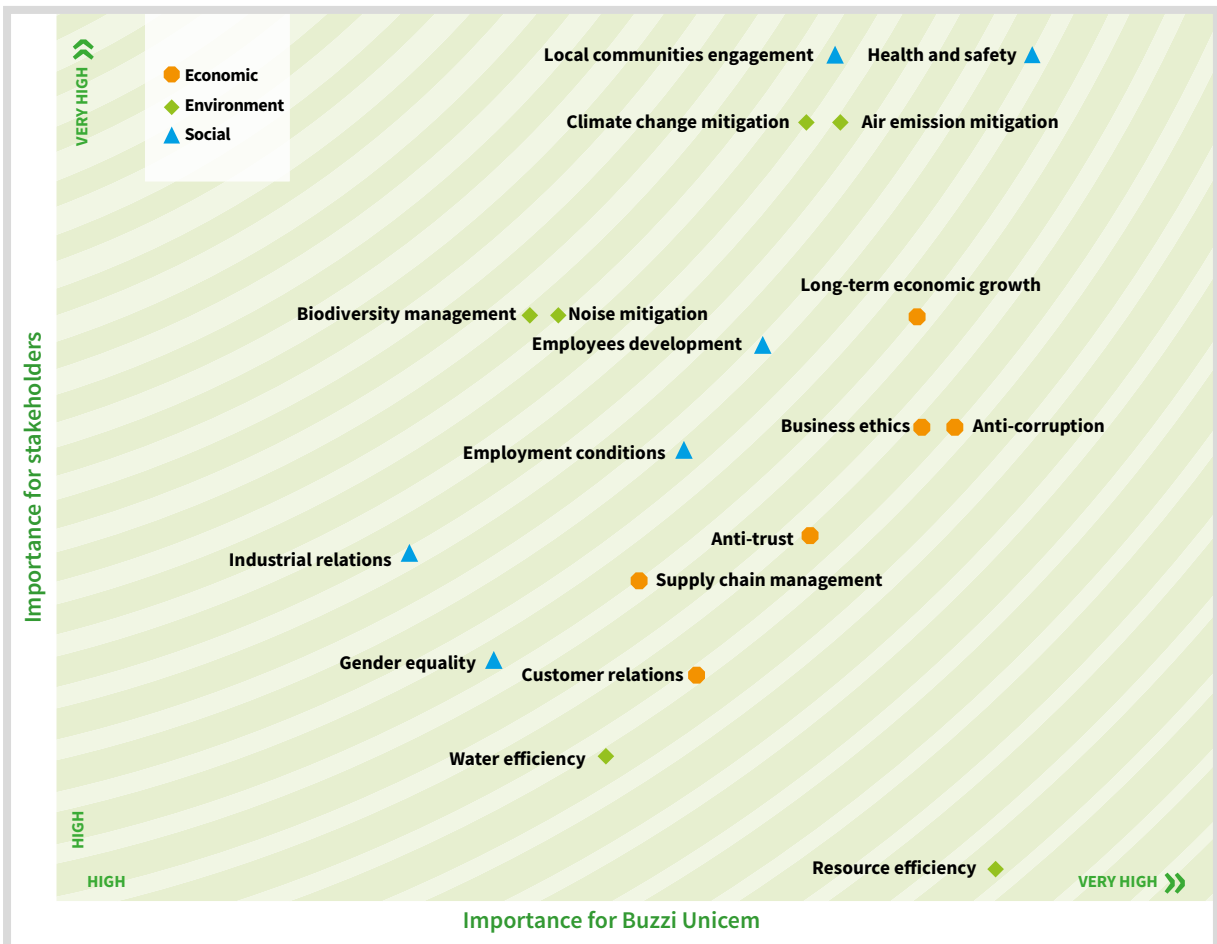 VERY HIGH
Economic
Environment
Social
Local communities engagement
Health and safety
Climate change mitigation
Air emission mitigation
Long-term economic growth
Biodiversity management
Noise mitigation
Employees development
Business ethics
Anti-corruption
Employment conditions
Anti-trust
Industrial relations
Supply chain management
Gender equality
Customer relations
Water efficiency
Resource efficiency
Importance for stakeholders
HIGH
HIGH
VERY HIGH
Importance for Buzzi Unicem